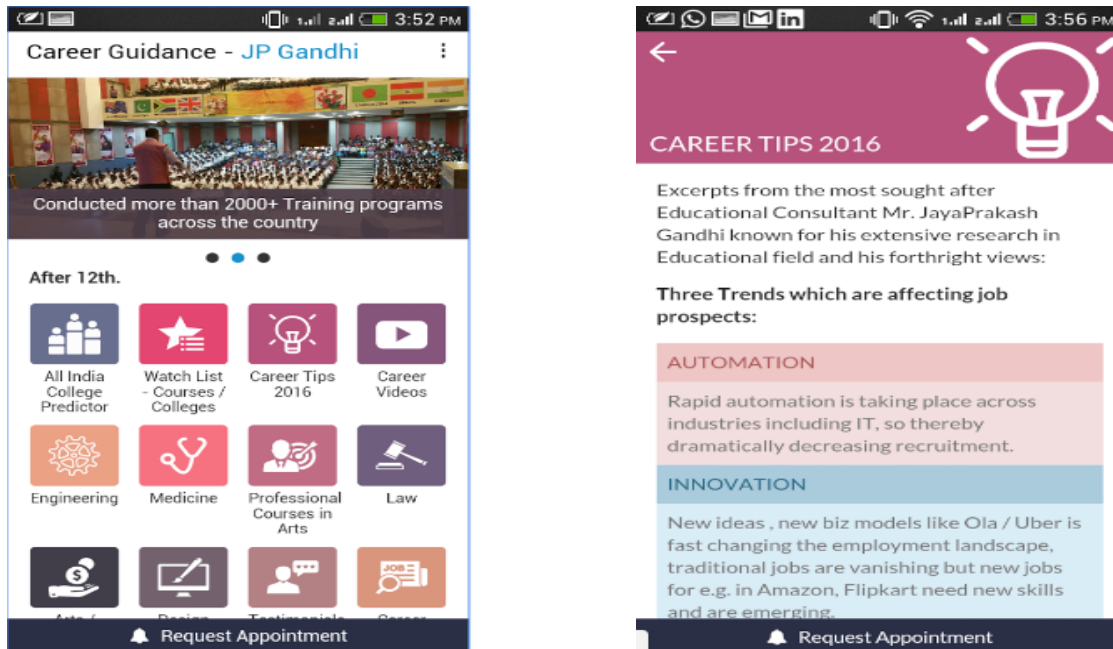 3:52 PM
Career Guidance - JP Gandhi
Conducted more than 2000+ Training programs
across the country
After 12th.
All India
College
Predictor
Watch List
- Courses /
Colleges
Career Tips
2016
Career
Videos
Engineering
Medicine
Professional
Courses in
Arts
Law
JOB
Arts /
Design
Testimonials
Career
Request Appointment
in
3:56 PM
CAREER TIPS 2016
Excerpts from the most sought after
Educational Consultant Mr. JayaPrakash
Gandhi known for his extensive research in
Educational field and his forthright views:
Three Trends which are affecting job
prospects:
AUTOMATION
Rapid automation is taking place across
industries including IT, so thereby
dramatically decreasing recruitment.
INNOVATION
New ideas , new biz models like Ola / Uber is
fast changing the employment landscape,
traditional jobs are vanishing but new jobs
for e.g. in Amazon, Flipkart need new skills
and are emerging.
Request Appointment